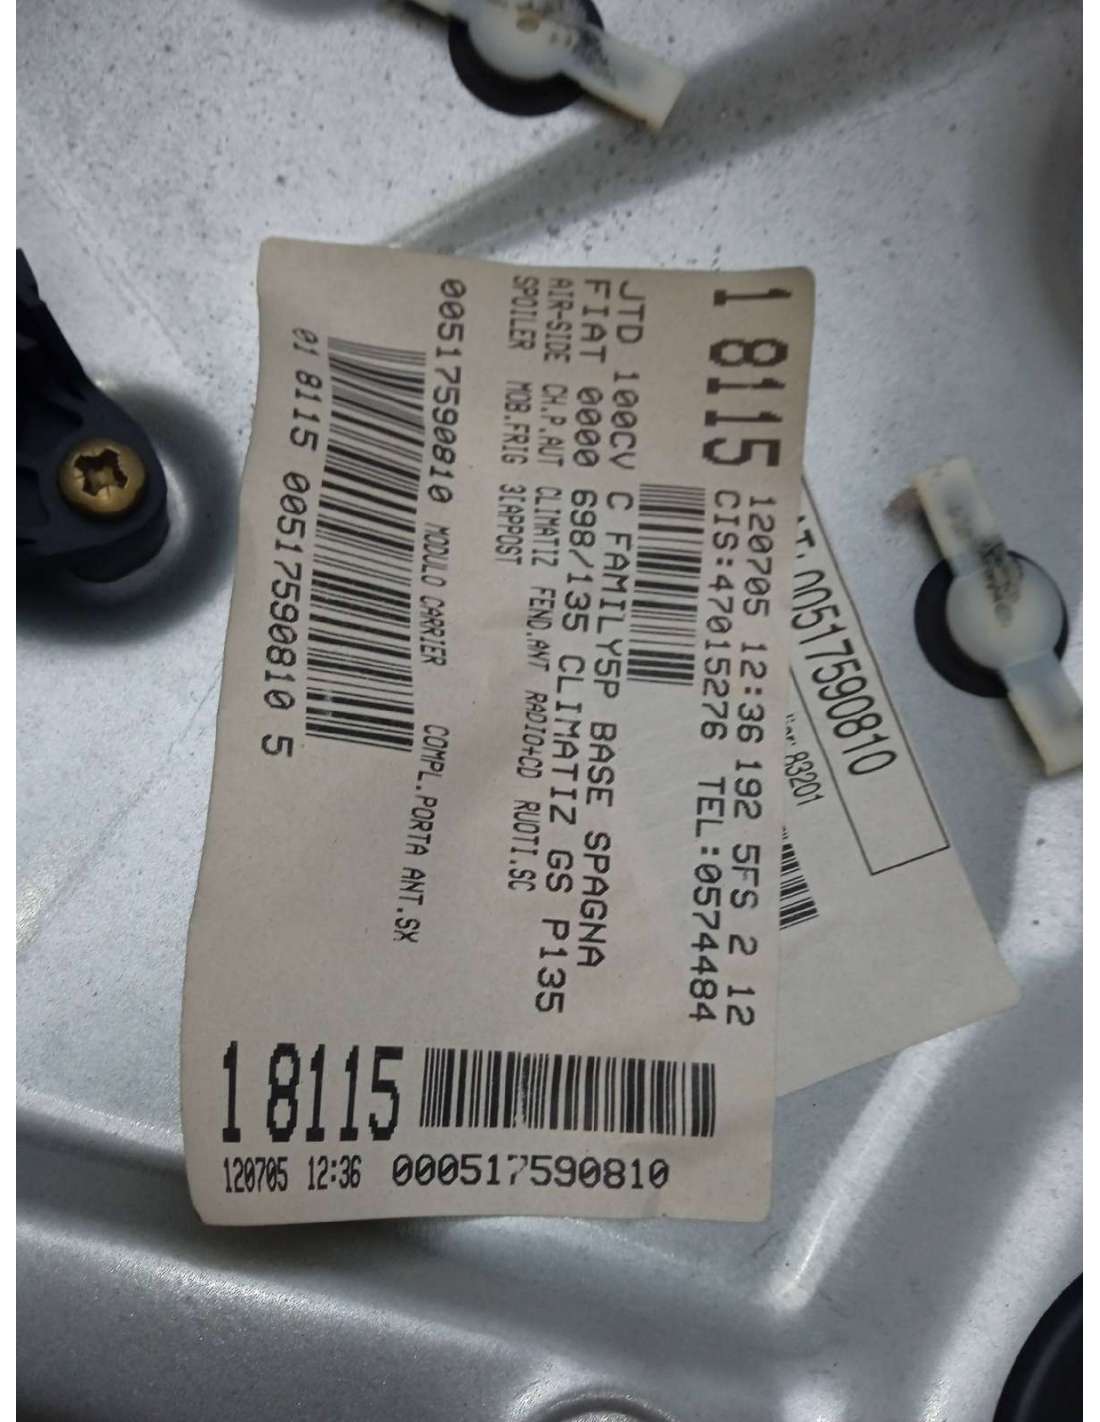 1 8115 120705 12:36 192 5FS 2 12
CIS:47015276 TEL:0574484
JTD 100CV C FAMILY5P BASE SPAGNA
FIAT 0000 698/135 CLIMATIZ GS P135
AIR-SIDE CH.P.AUT CLIMATIZ FEND.ANT RADIO+CD RUOTI.SC
SPOILER MOB.FRIG 3IAPPOST
00517590810 MODULO CARRIER COMPL.PORTA ANT.SX
01 8115 00517590810 5
1 8115
120705 12:36 000517590810
00517590810
A3201